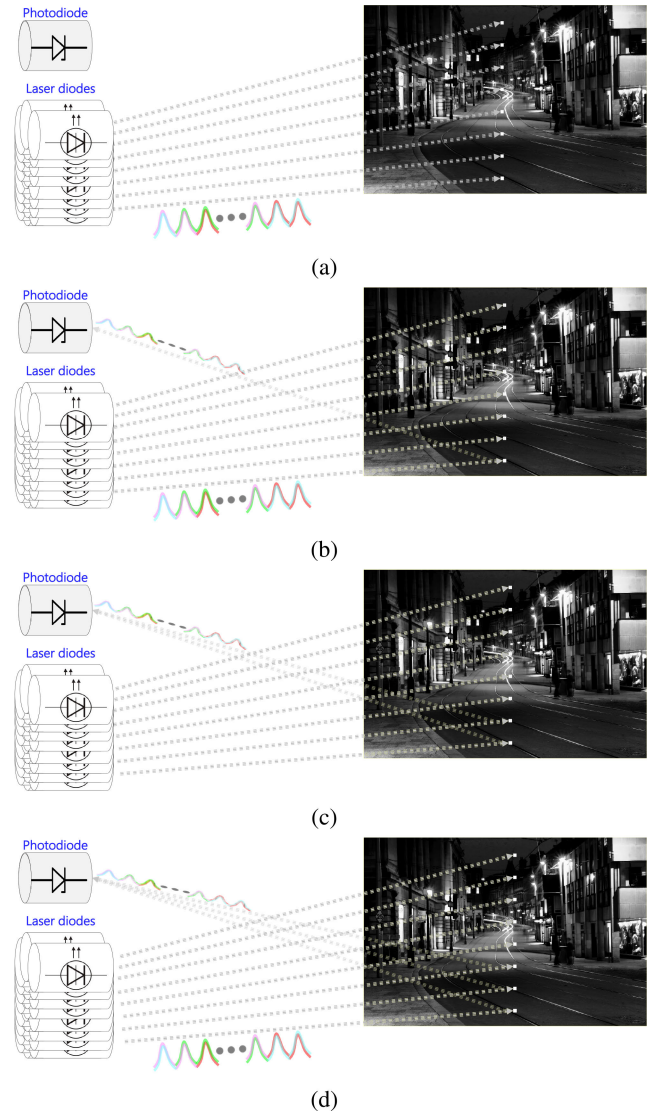 Photodiode
Laser diodes
(a)
Photodiode
Laser diodes
(b)
Photodiode
Laser diodes
(c)
Photodiode
Laser diodes
(d)